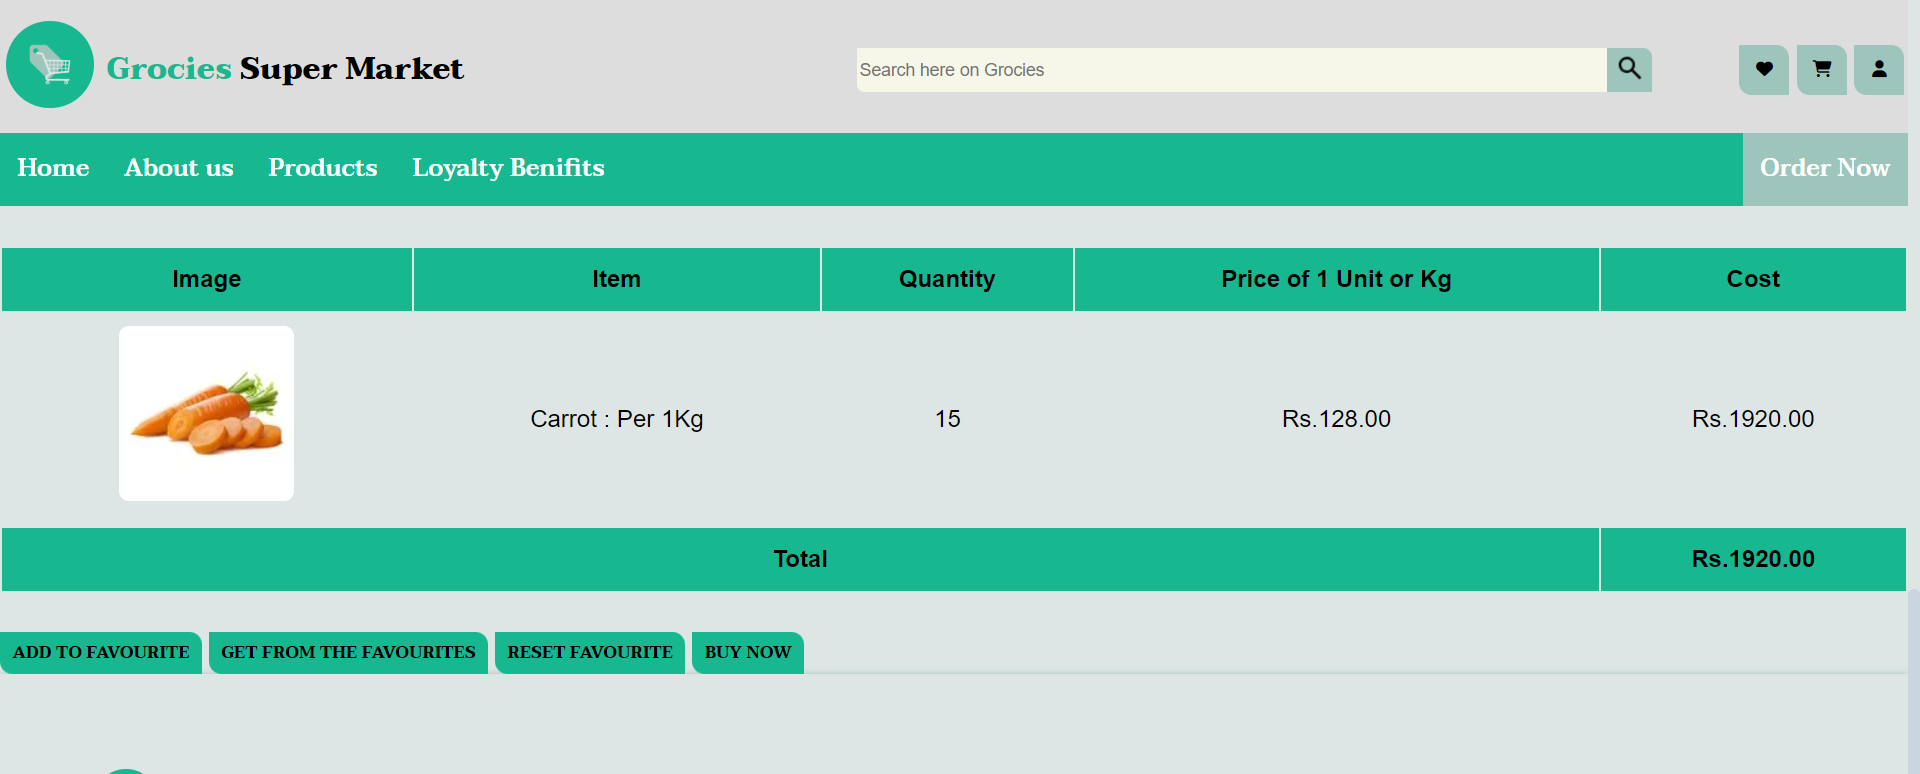 Grocies Super Market
Search here on Grocies
Home About us Products Loyalty Benifits Order Now
Image Item Quantity Price of 1 Unit or Kg Cost
Carrot : Per 1Kg 15 Rs.128.00 Rs.1920.00
Total Rs.1920.00
ADD TO FAVOURITE GET FROM THE FAVOURITES RESET FAVOURITE BUY NOW